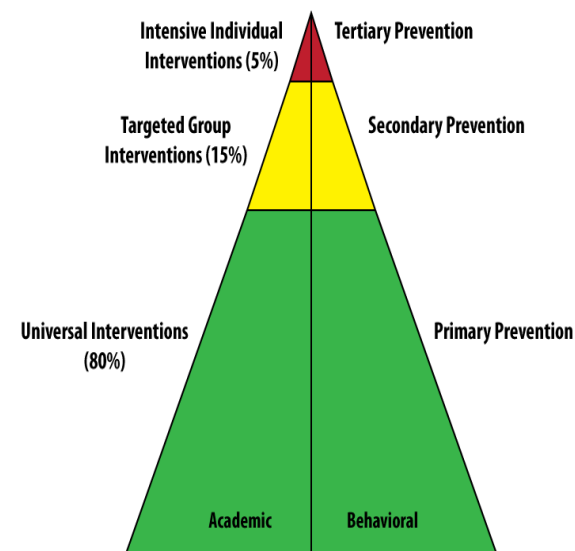 Intensive Individual
Interventions (5%)
Tertiary Prevention
Targeted Group
Interventions (15%)
Secondary Prevention
Universal Interventions
(80%)
Primary Prevention
Academic
Behavioral